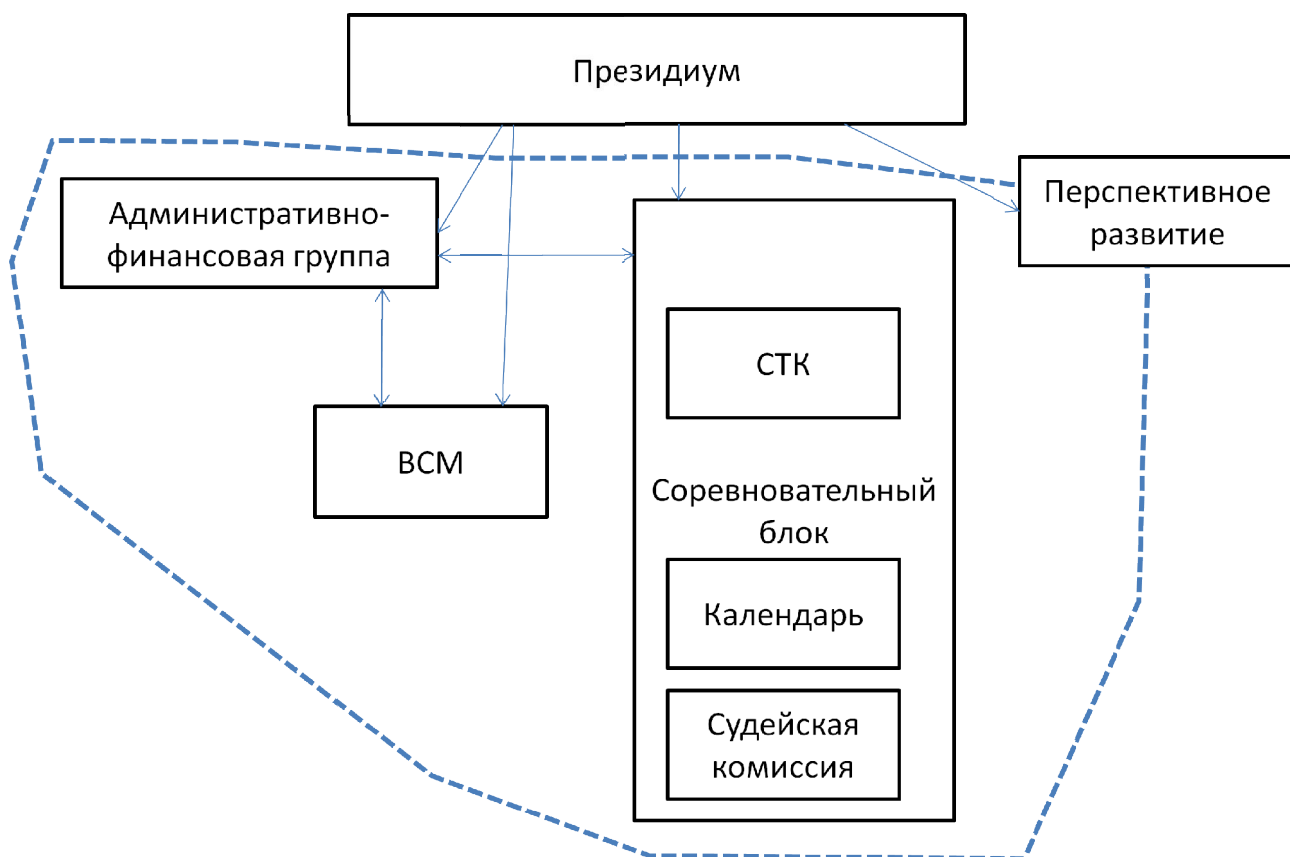 Президиум
Административно-
финансовая группа
Перспективное
развитие
СТК
ВСМ
Соревновательный
блок
Календарь
Судейская
комиссия